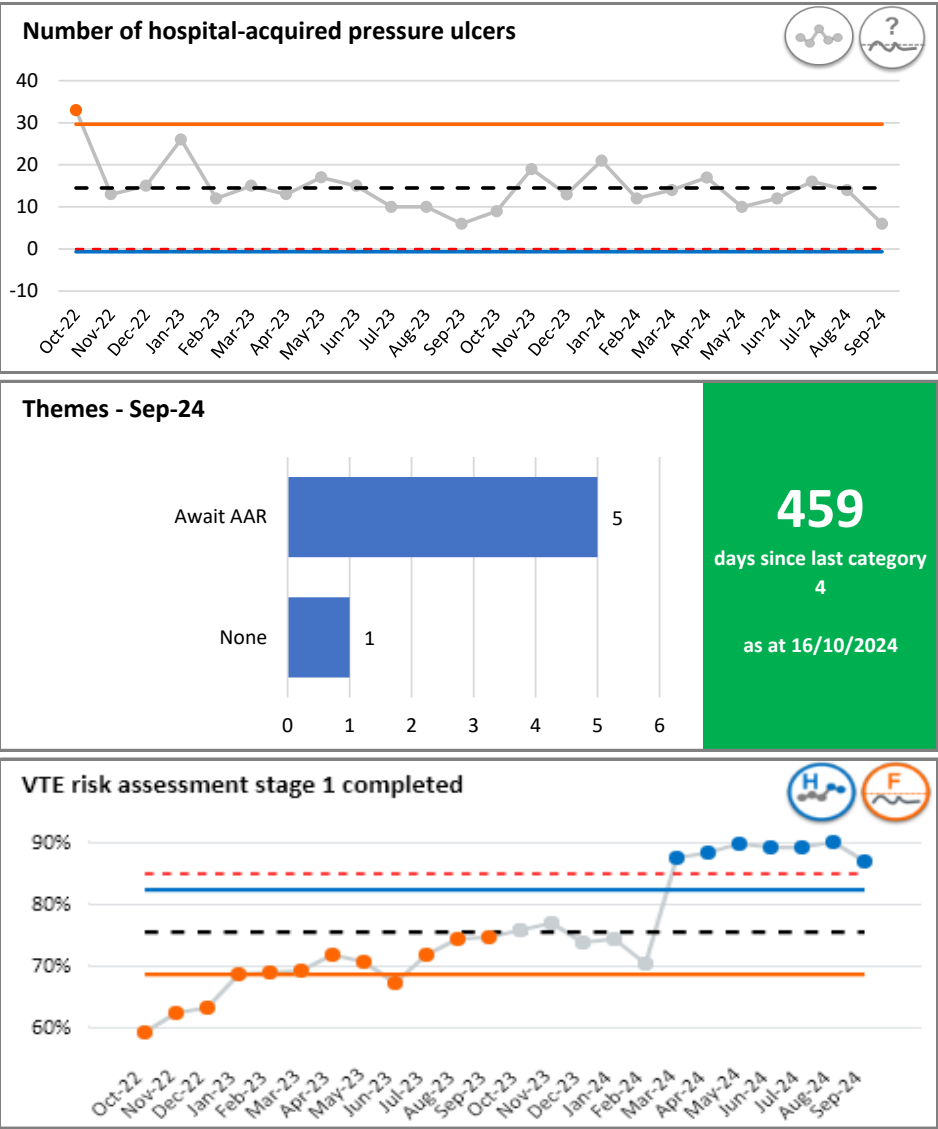 Number of hospital-acquired pressure ulcers
?
40
30
20
10
0
-10
Oct-22 Nov-22 Dec-22 Jan-23 Feb-23 Mar-23 Apr-23 May-23 Jun-23 Jul-23 Aug-23 Sep-23 Oct-23 Nov-23 Dec-23 Jan-24 Feb-24 Mar-24 Apr-24 May-24 Jun-24 Jul-24 Aug-24 Sep-24
Themes - Sep-24
Await AAR 5
None 1
0 1 2 3 4 5 6
459
days since last category
4
as at 16/10/2024
VTE risk assessment stage 1 completed
H F
90%
80%
70%
60%
Oct-22 Nov-22 Dec-22 Jan-23 Feb-23 Mar-23 Apr-23 May-23 Jun-23 Jul-23 Aug-23 Sep-23 Oct-23 Nov-23 Dec-23 Jan-24 Feb-24 Mar-24 Apr-24 May-24 Jun-24 Jul-24 Aug-24 Sep-24